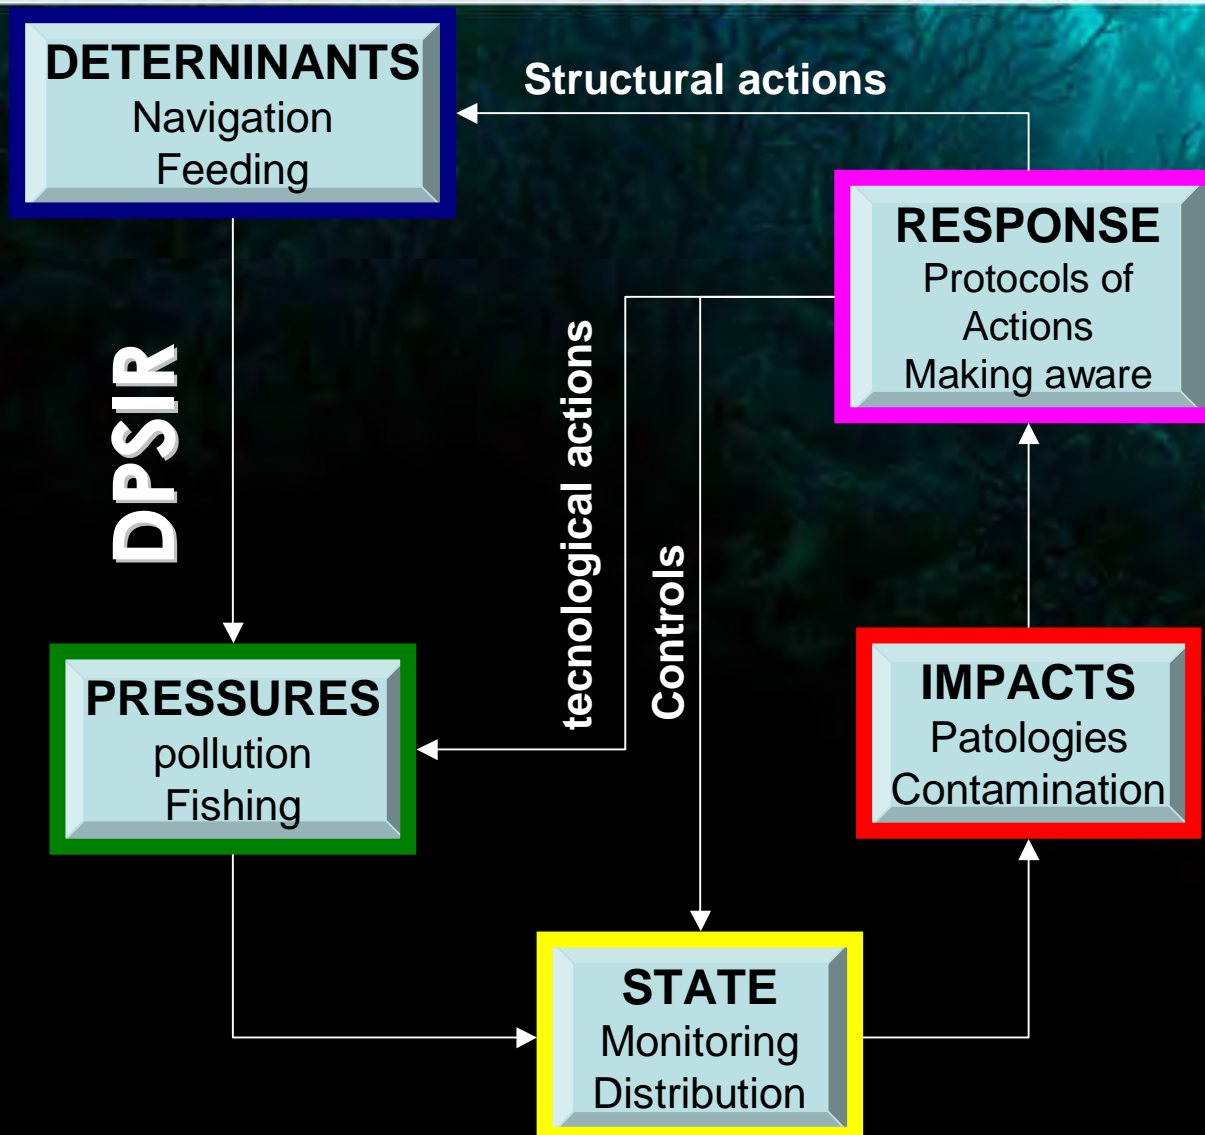 DETERNINANTS
Navigation
Feeding
Structural actions
RESPONSE
Protocols of
Actions
Making aware
DPSIR
tecnological actions
Controls
PRESSURES
pollution
Fishing
IMPACTS
Patologies
Contamination
STATE
Monitoring
Distribution